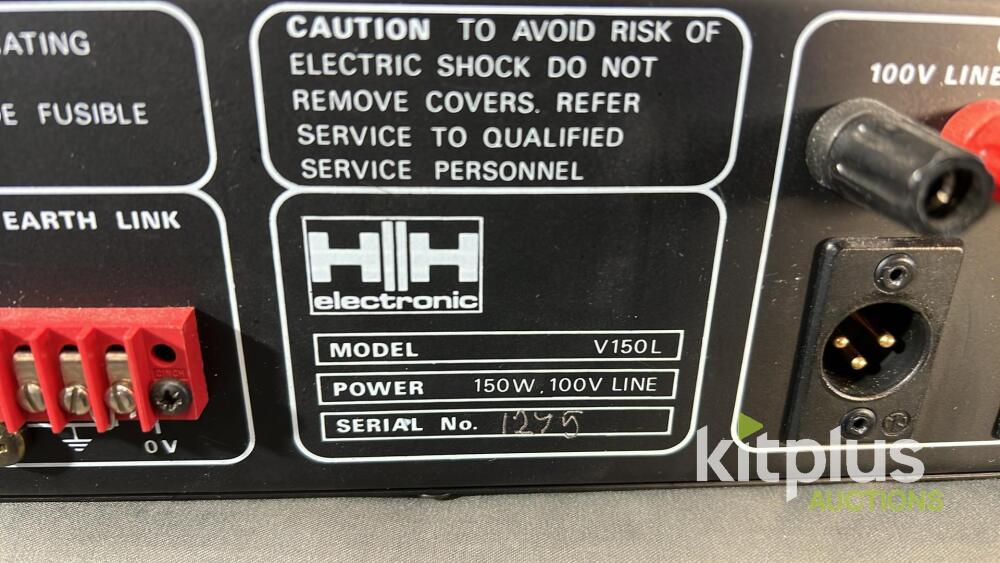 ATING
E FUSIBLE
EARTH LINK
0V
CAUTION TO AVOID RISK OF
ELECTRIC SHOCK DO NOT
REMOVE COVERS. REFER
SERVICE TO QUALIFIED
SERVICE PERSONNEL
HH
electronic
MODEL V150L
POWER 150W, 100V LINE
SERIAL No. 1275
100V LINE
CINCH
kitplus
AUCTIONS